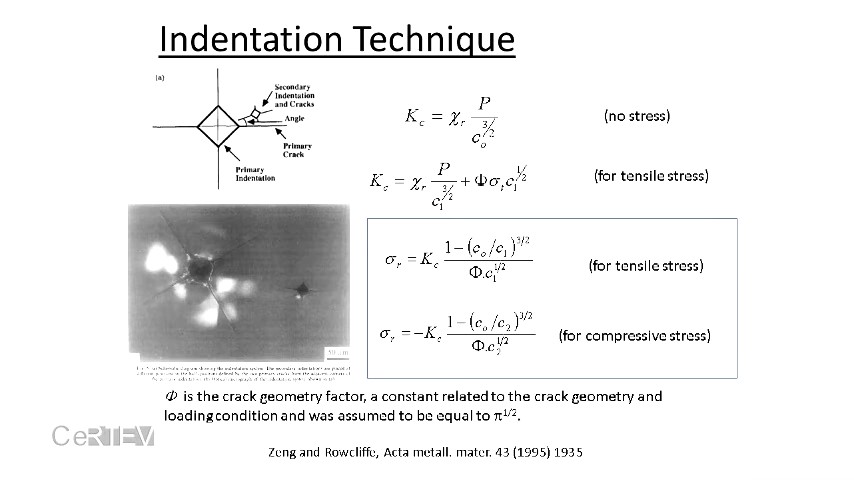 Indentation Technique
(a)
Secondary
Indentation
and Cracks
Angle
Primary
Crack
Primary
Indentation
K_c = χ_r P / c_o^{3/2} (no stress)
K_c = χ_r P / c_1^{3/2} + Φσ_t c_1^{1/2} (for tensile stress)
σ_r = K_c 1−(c_o/c_1)^{3/2} / Φ.c_1^{1/2} (for tensile stress)
σ_r = −K_c 1−(c_o/c_2)^{3/2} / Φ.c_2^{1/2} (for compressive stress)
Φ is the crack geometry factor, a constant related to the crack geometry and
loading condition and was assumed to be equal to π^{1/2}.
CeRTEV
Zeng and Rowcliffe, Acta metall. mater. 43 (1995) 1935